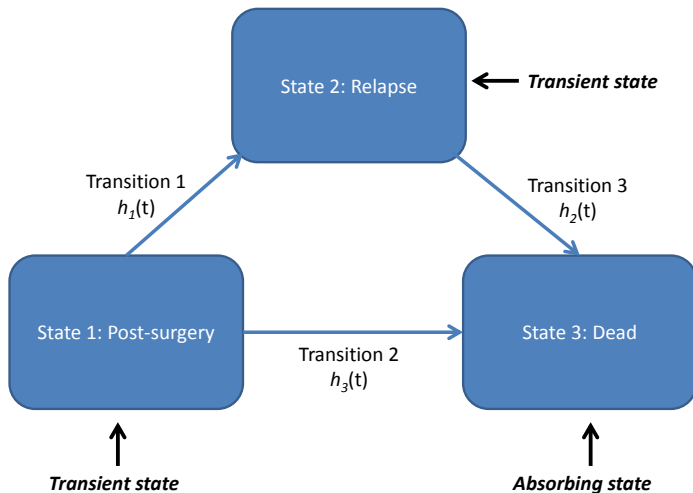 State 2: Relapse
Transient state
Transition 1
h1(t)
Transition 3
h2(t)
State 1: Post-surgery
State 3: Dead
Transition 2
h3(t)
Transient state
Absorbing state